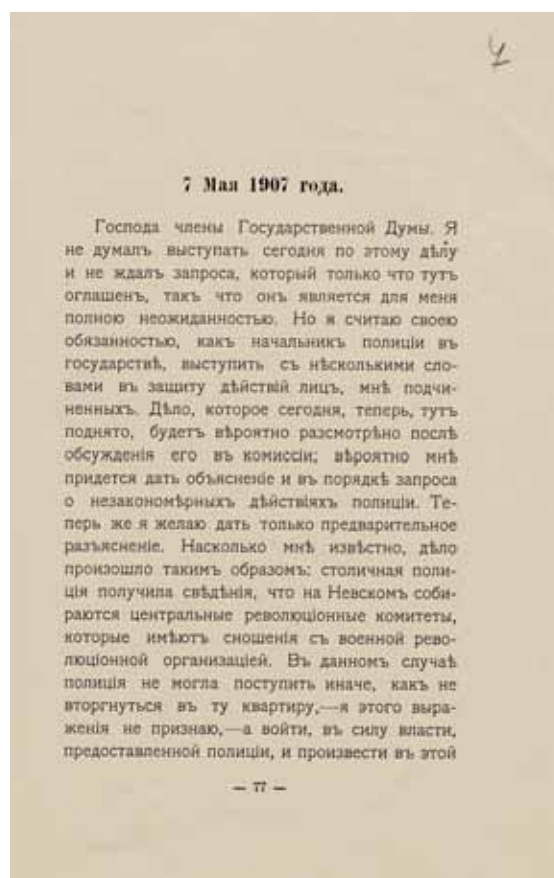 7 Мая 1907 года.
Господа члены Государственной Думы. Я
не думалъ выступать сегодня по этому дѣлу
и не ждалъ запроса, который только что тутъ
оглашенъ, такъ что онъ является для меня
полною неожиданностью. Но я считаю своею
обязанностью, какъ начальникъ полиціи въ
государствѣ, выступить съ нѣсколькими сло-
вами въ защиту дѣйствій лицъ, мнѣ подчи-
ненныхъ. Дѣло, которое сегодня, теперь, тутъ
поднято, будетъ вѣроятно разсмотрѣно послѣ
обсужденія его въ комиссіи; вѣроятно мнѣ
придется дать объясненіе и въ порядкѣ запроса
о незакономѣрныхъ дѣйствіяхъ полиціи. Те-
перь же я желаю дать только предварительное
разъясненіе. Насколько мнѣ извѣстно, дѣло
произошло такимъ образомъ: столичная поли-
ція получила свѣдѣнія, что на Невскомъ соби-
раются центральные революціонные комитеты,
которые имѣютъ сношенія съ военной рево-
люціонной организаціей. Въ данномъ случаѣ
полиція не могла поступить иначе, какъ не
вторгнуться въ ту квартиру,—я этого выра-
женія не признаю,—а войти, въ силу власти,
предоставленной полиціи, и произвести въ этой
— 77 —